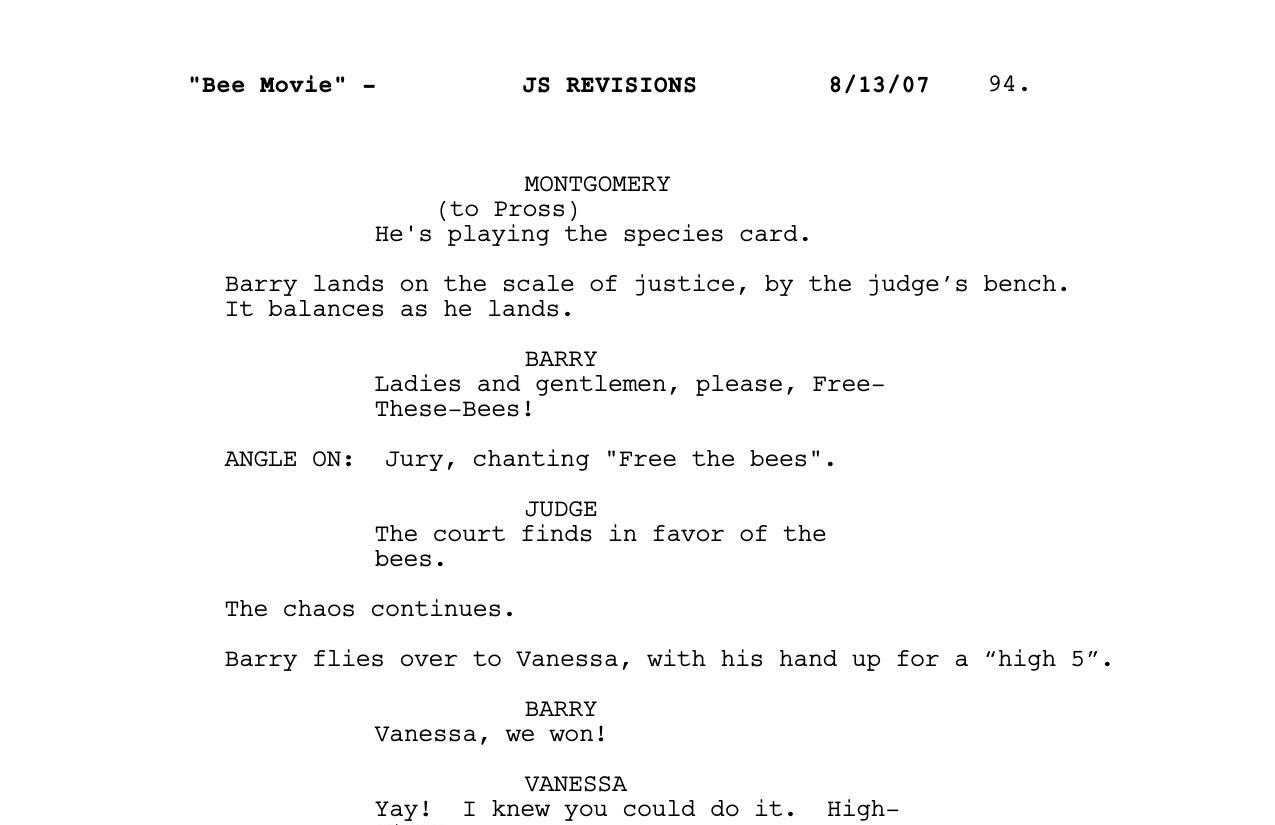 "Bee Movie" - JS REVISIONS 8/13/07 94.
MONTGOMERY
(to Pross)
He's playing the species card.
Barry lands on the scale of justice, by the judge’s bench.
It balances as he lands.
BARRY
Ladies and gentlemen, please, Free-
These-Bees!
ANGLE ON:  Jury, chanting "Free the bees".
JUDGE
The court finds in favor of the
bees.
The chaos continues.
Barry flies over to Vanessa, with his hand up for a “high 5”.
BARRY
Vanessa, we won!
VANESSA
Yay!  I knew you could do it.  High-